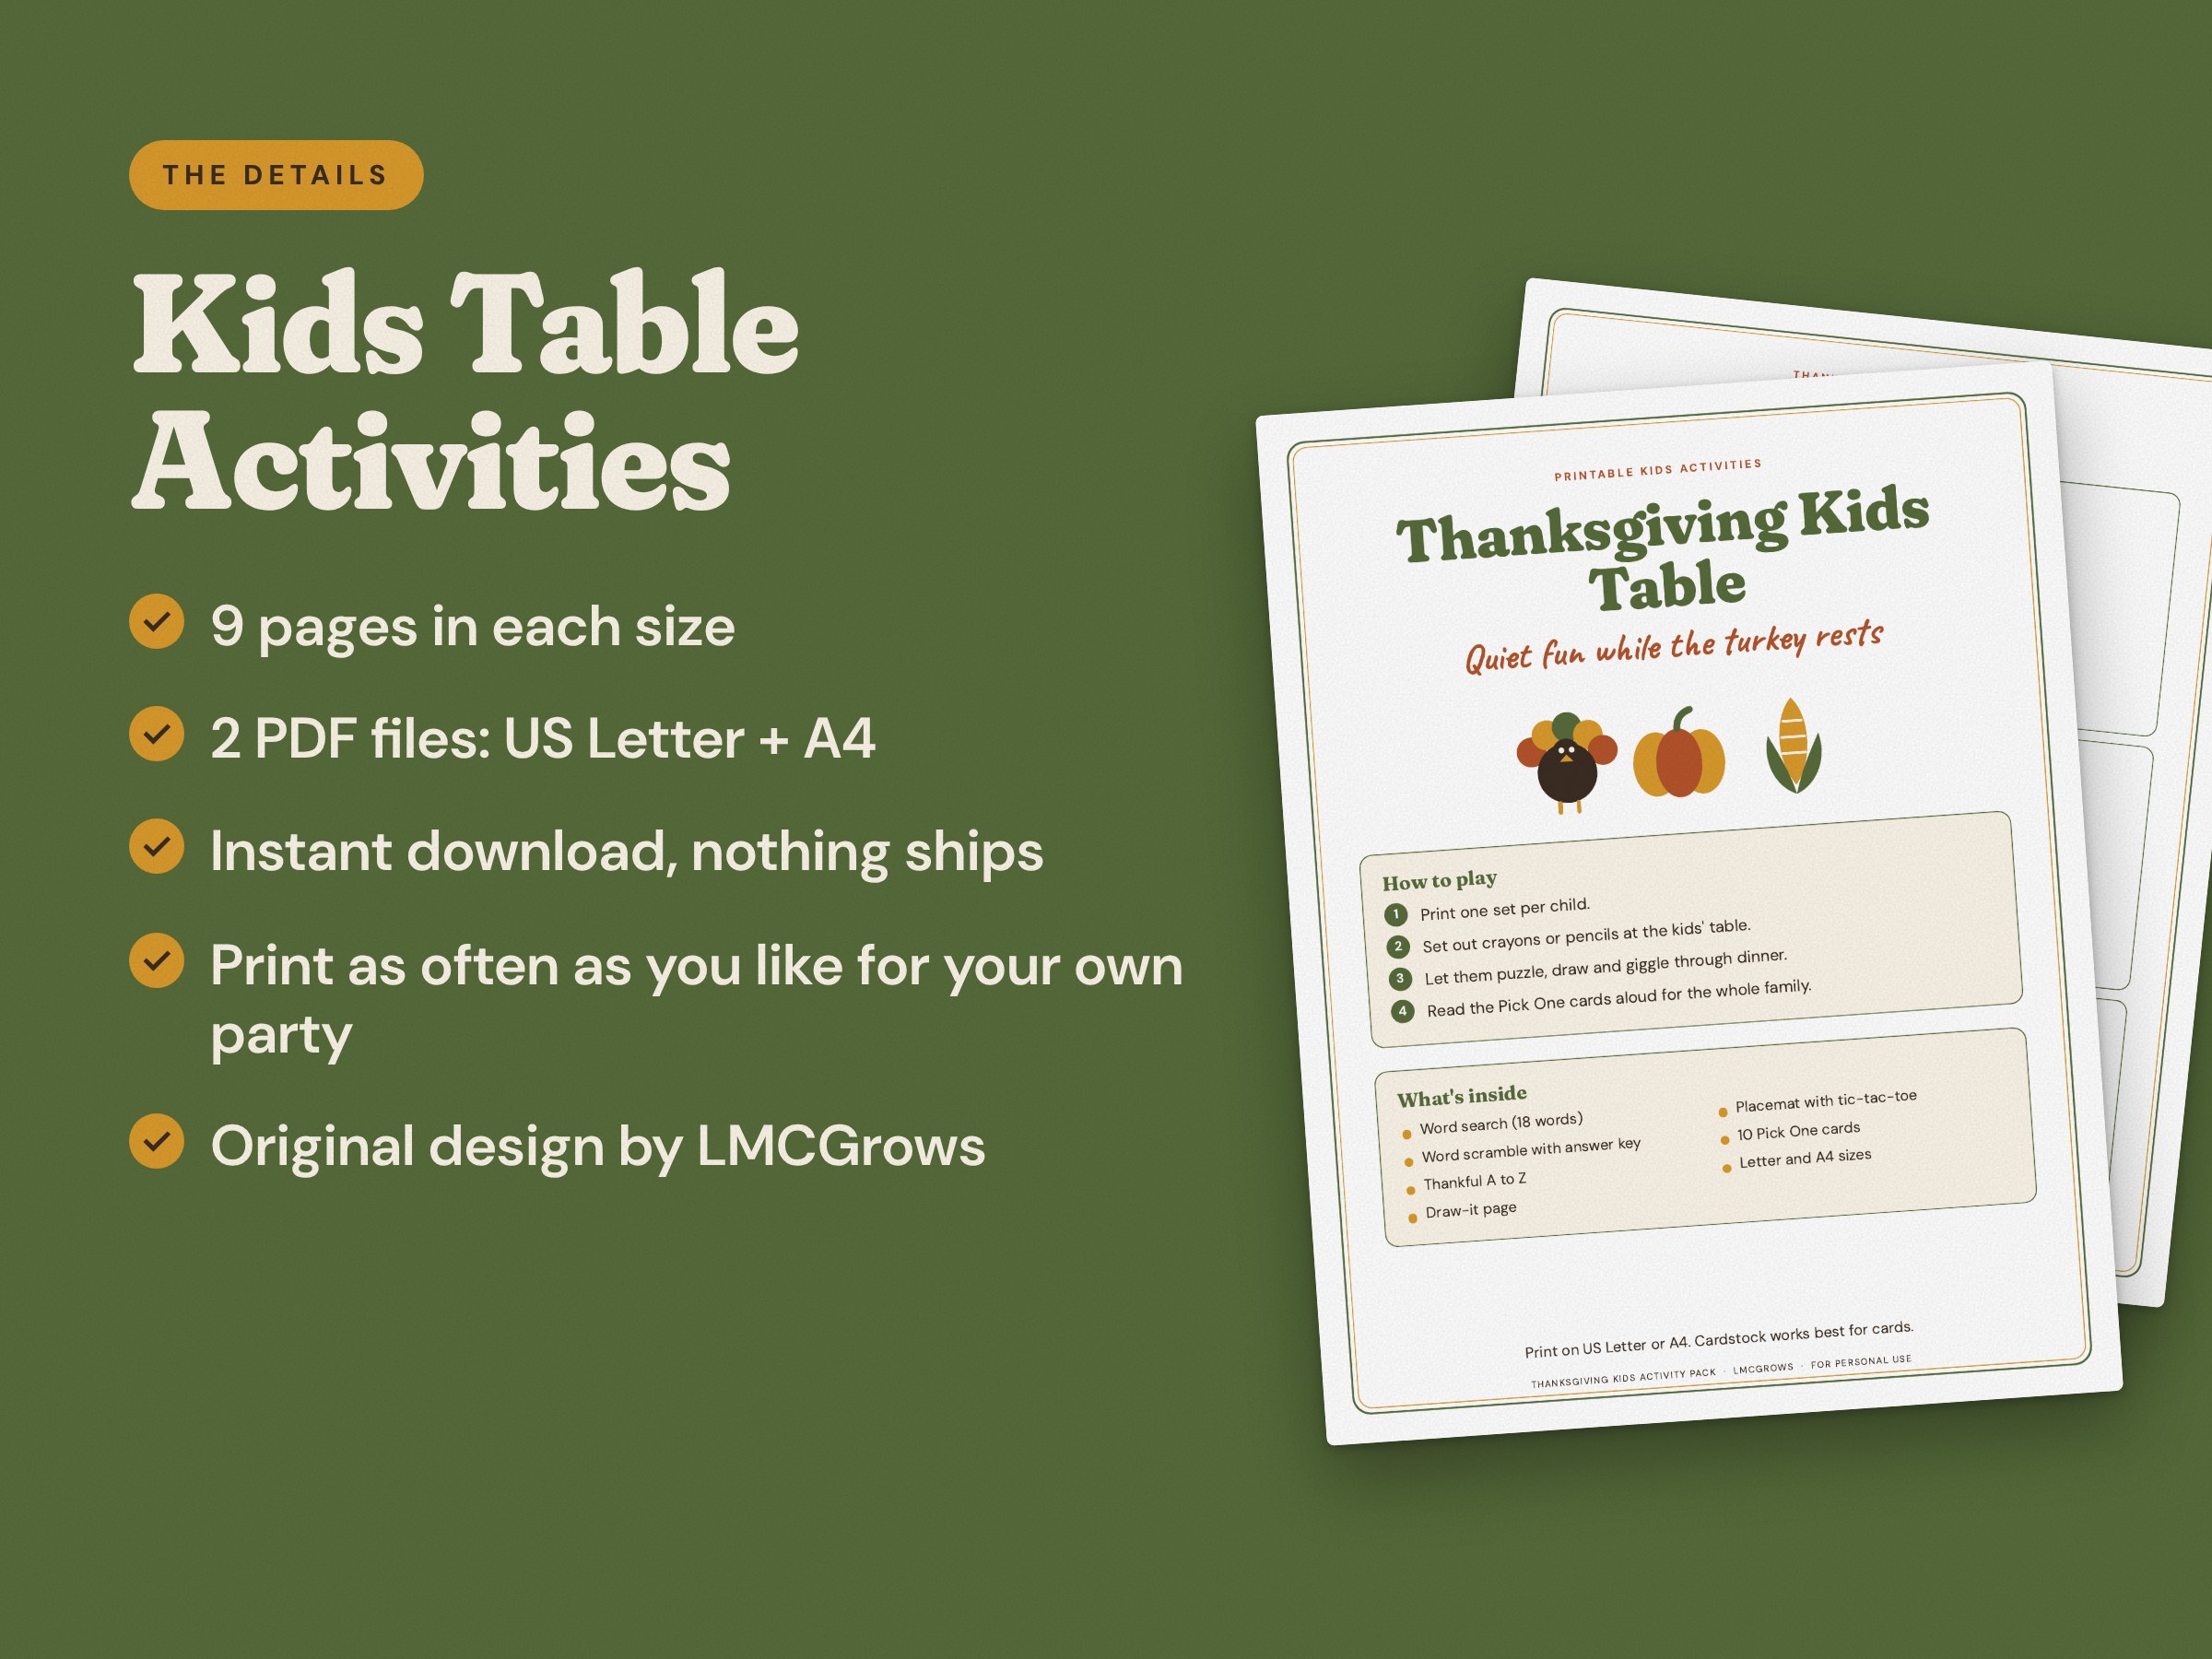 THE DETAILS
Kids Table
Activities
9 pages in each size
2 PDF files: US Letter + A4
Instant download, nothing ships
Print as often as you like for your own
party
Original design by LMCGrows
PRINTABLE KIDS ACTIVITIES
Thanksgiving Kids
Table
Quiet fun while the turkey rests
How to play
1 Print one set per child.
2 Set out crayons or pencils at the kids' table.
3 Let them puzzle, draw and giggle through dinner.
4 Read the Pick One cards aloud for the whole family.
What's inside
Word search (18 words)
Word scramble with answer key
Thankful A to Z
Draw-it page
Placemat with tic-tac-toe
10 Pick One cards
Letter and A4 sizes
Print on US Letter or A4. Cardstock works best for cards.
THANKSGIVING KIDS ACTIVITY PACK · LMCGROWS · FOR PERSONAL USE